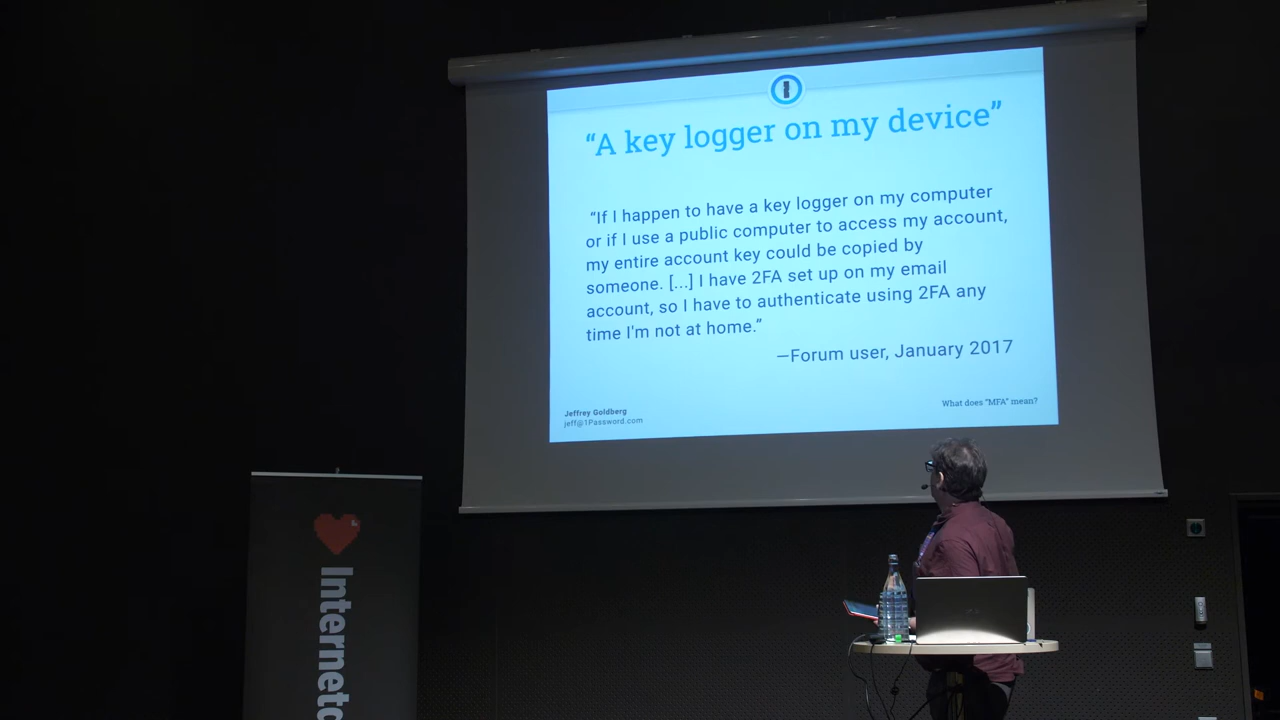 “A key logger on my device”
“If I happen to have a key logger on my computer
or if I use a public computer to access my account,
my entire account key could be copied by
someone. [...] I have 2FA set up on my email
account, so I have to authenticate using 2FA any
time I'm not at home.”
—Forum user, January 2017
Jeffrey Goldberg
jeff@1Password.com
What does “MFA” mean?
Internetd